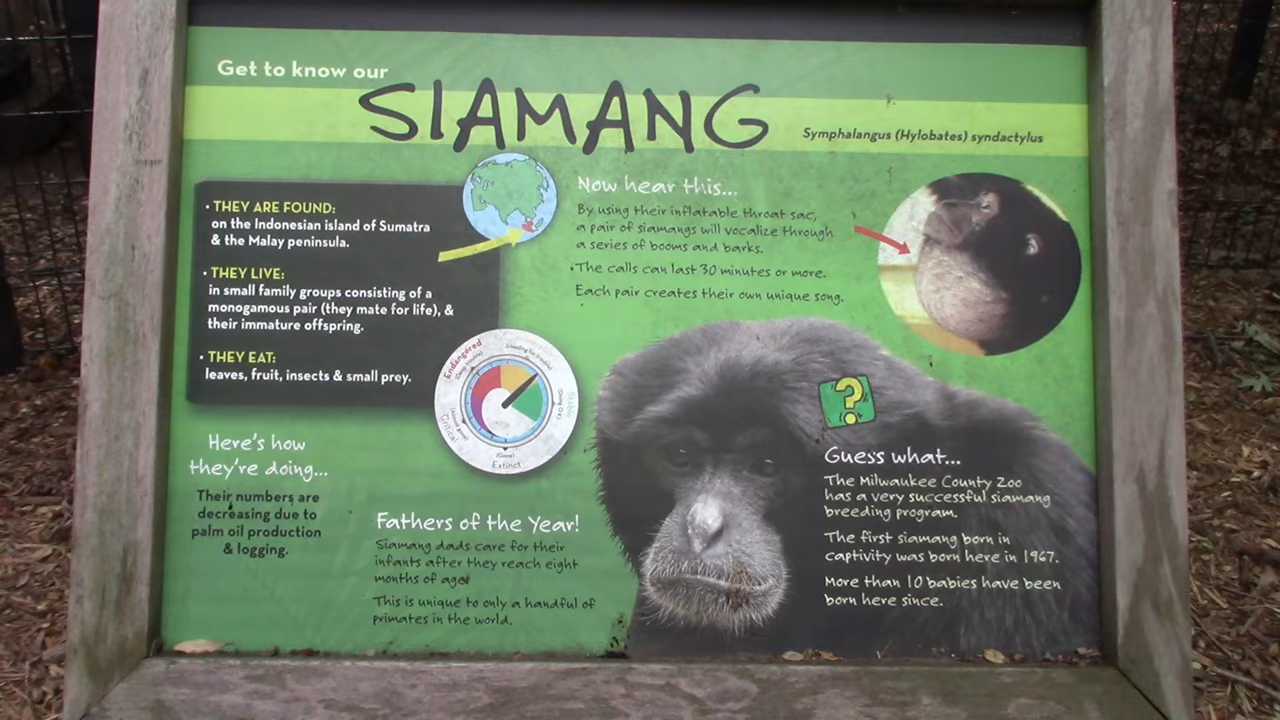 Get to know our
SIAMANG
Symphalangus (Hylobates) syndactylus
• THEY ARE FOUND:
on the Indonesian island of Sumatra
& the Malay peninsula.
• THEY LIVE:
in small family groups consisting of a
monogamous pair (they mate for life), &
their immature offspring.
• THEY EAT:
leaves, fruit, insects & small prey.
Now hear this...
By using their inflatable throat sac,
a pair of siamangs will vocalize through
a series of booms and barks.
The calls can last 30 minutes or more.
Each pair creates their own unique song.
Endangered
Stable
Critical
(Gone)
Extinct
Here's how
they're doing...
Their numbers are
decreasing due to
palm oil production
& logging.
Fathers of the Year!
Siamang dads care for their
infants after they reach eight
months of age
This is unique to only a handful of
primates in the world.
?
Guess what...
The Milwaukee County Zoo
has a very successful siamang
breeding program.
The first siamang born in
captivity was born here in 1967.
More than 10 babies have been
born here since.